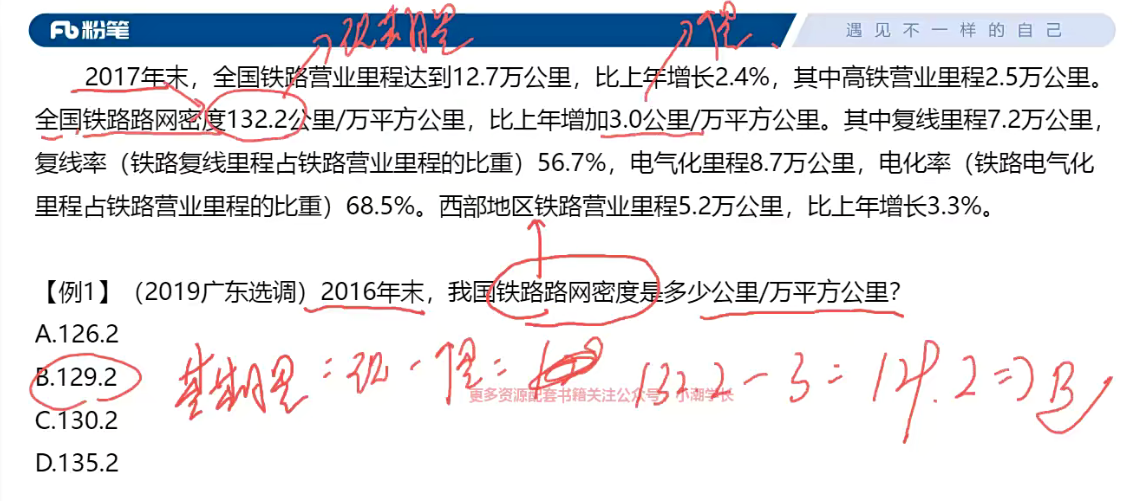 粉笔
遇见不一样的自己
现期量
增量
2017年末，全国铁路营业里程达到12.7万公里，比上年增长2.4%，其中高铁营业里程2.5万公里。
全国铁路路网密度132.2公里/万平方公里，比上年增加3.0公里/万平方公里。其中复线里程7.2万公里，
复线率（铁路复线里程占铁路营业里程的比重）56.7%，电气化里程8.7万公里，电化率（铁路电气化
里程占铁路营业里程的比重）68.5%。西部地区铁路营业里程5.2万公里，比上年增长3.3%。
【例1】（2019广东选调）2016年末，我国铁路路网密度是多少公里/万平方公里？
A.126.2
B.129.2
基期量=现-增量= 132.2-3=129.2=>B
更多资源配套书籍关注公众号：小潮学长
C.130.2
D.135.2